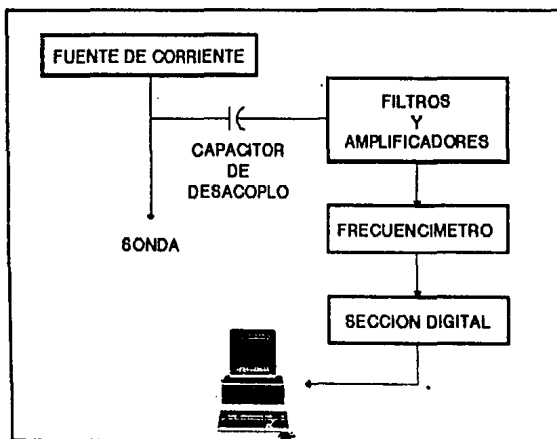 FUENTE DE CORRIENTE
FILTROS
Y
AMPLIFICADORES
CAPACITOR
DE
DESACOPLO
SONDA
FRECUENCIMETRO
SECCION DIGITAL